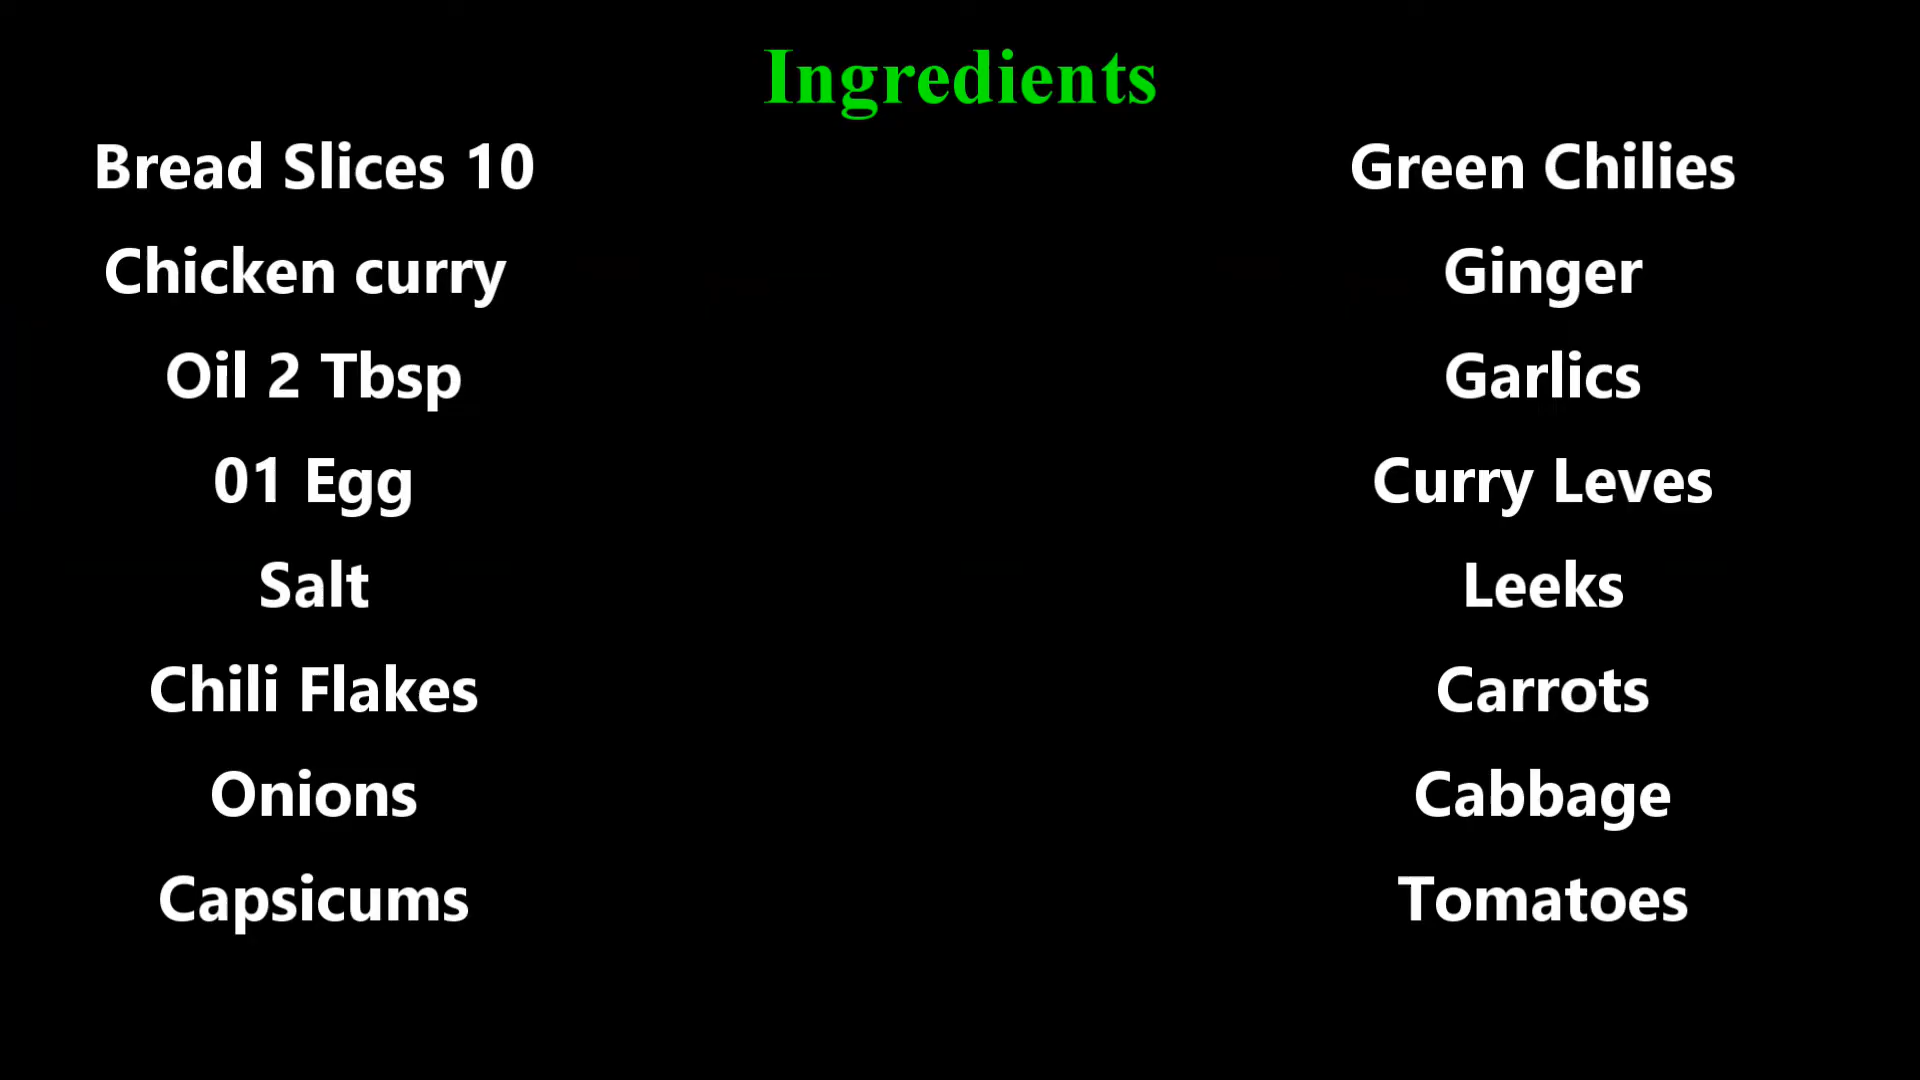 Ingredients
Bread Slices 10
Chicken curry
Oil 2 Tbsp
01 Egg
Salt
Chili Flakes
Onions
Capsicums
Green Chilies
Ginger
Garlics
Curry Leves
Leeks
Carrots
Cabbage
Tomatoes